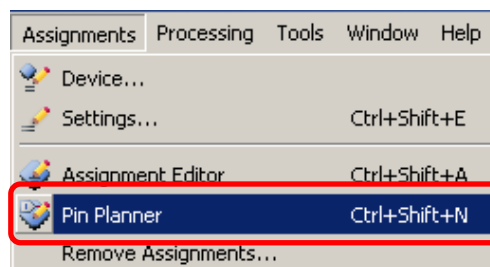 Assignments Processing Tools Window Help
Device...
Settings... Ctrl+Shift+E
Assignment Editor Ctrl+Shift+A
Pin Planner Ctrl+Shift+N
Remove Assignments...